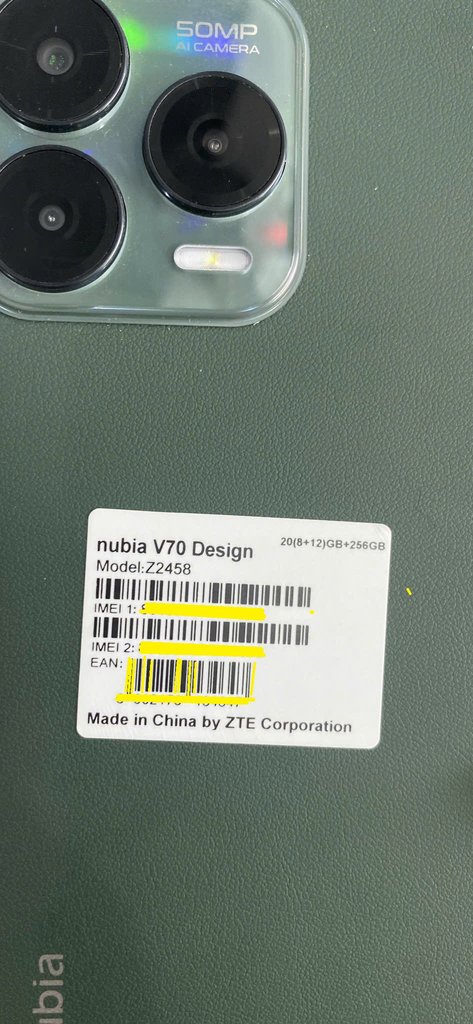 50MP
AI CAMERA
nubia V70 Design
20(8+12)GB+256GB
Model:Z2458
IMEI 1:
IMEI 2:
EAN:
Made in China by ZTE Corporation
ubia